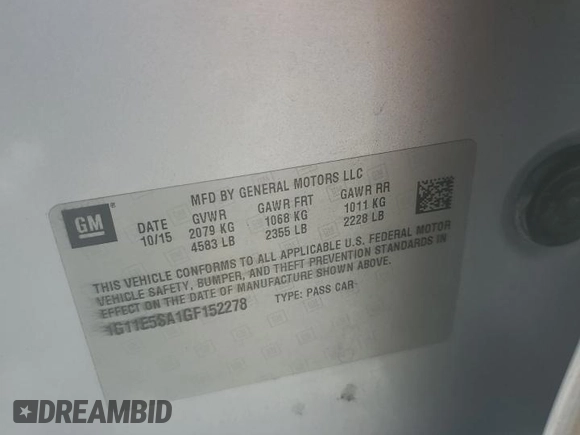 MFD BY GENERAL MOTORS LLC
GM
DATE GVWR GAWR FRT GAWR RR
10/15 2079 KG 1068 KG 1011 KG
4583 LB 2355 LB 2228 LB
THIS VEHICLE CONFORMS TO ALL APPLICABLE U.S. FEDERAL MOTOR
VEHICLE SAFETY, BUMPER, AND THEFT PREVENTION STANDARDS IN
EFFECT ON THE DATE OF MANUFACTURE SHOWN ABOVE.
1G11E5SA1GF152278 TYPE: PASS CAR
DREAMBID